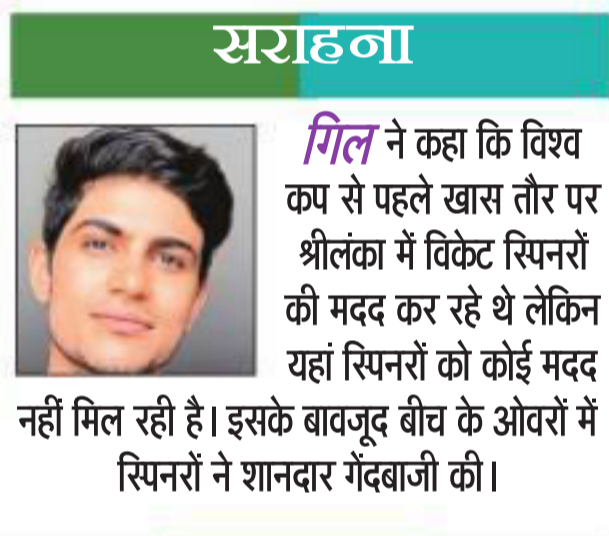 सराहना
गिल ने कहा कि विश्व
कप से पहले खास तौर पर
श्रीलंका में विकेट स्पिनरों
की मदद कर रहे थे लेकिन
यहां स्पिनरों को कोई मदद
नहीं मिल रही है। इसके बावजूद बीच के ओवरों में
स्पिनरों ने शानदार गेंदबाजी की।